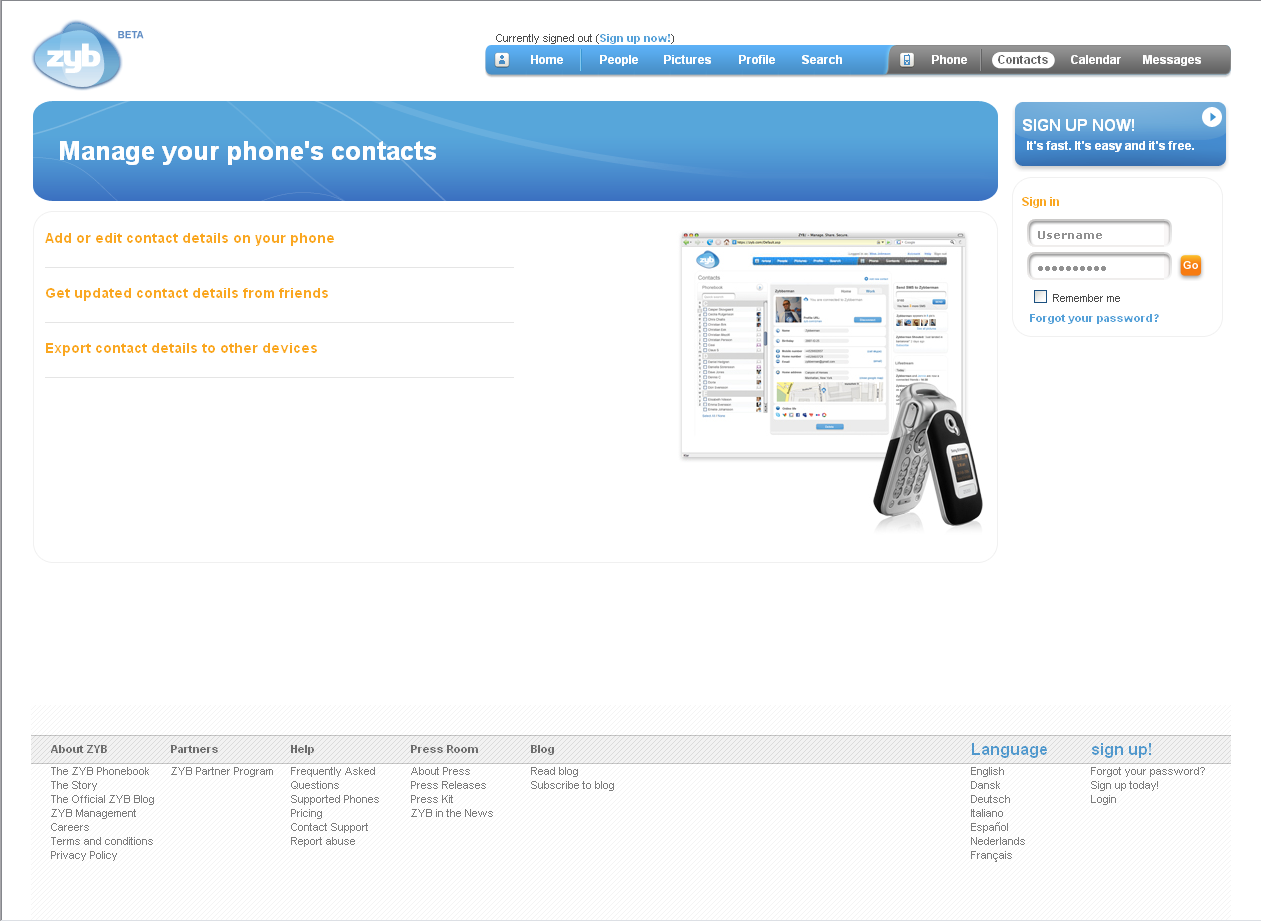 zyb
BETA
Currently signed out (Sign up now!)
Home People Pictures Profile Search
Phone Contacts Calendar Messages
Manage your phone's contacts
SIGN UP NOW!
It's fast. It's easy and it's free.
Sign in
Username
••••••••••
Go
Remember me
Forgot your password?
Add or edit contact details on your phone
Get updated contact details from friends
Export contact details to other devices
zyb
Contacts
Phonebook
About ZYB
The ZYB Phonebook
The Story
The Official ZYB Blog
ZYB Management
Careers
Terms and conditions
Privacy Policy
Partners
ZYB Partner Program
Help
Frequently Asked
Questions
Supported Phones
Pricing
Contact Support
Report abuse
Press Room
About Press
Press Releases
Press Kit
ZYB in the News
Blog
Read blog
Subscribe to blog
Language
English
Dansk
Deutsch
Italiano
Español
Nederlands
Français
sign up!
Forgot your password?
Sign up today!
Login